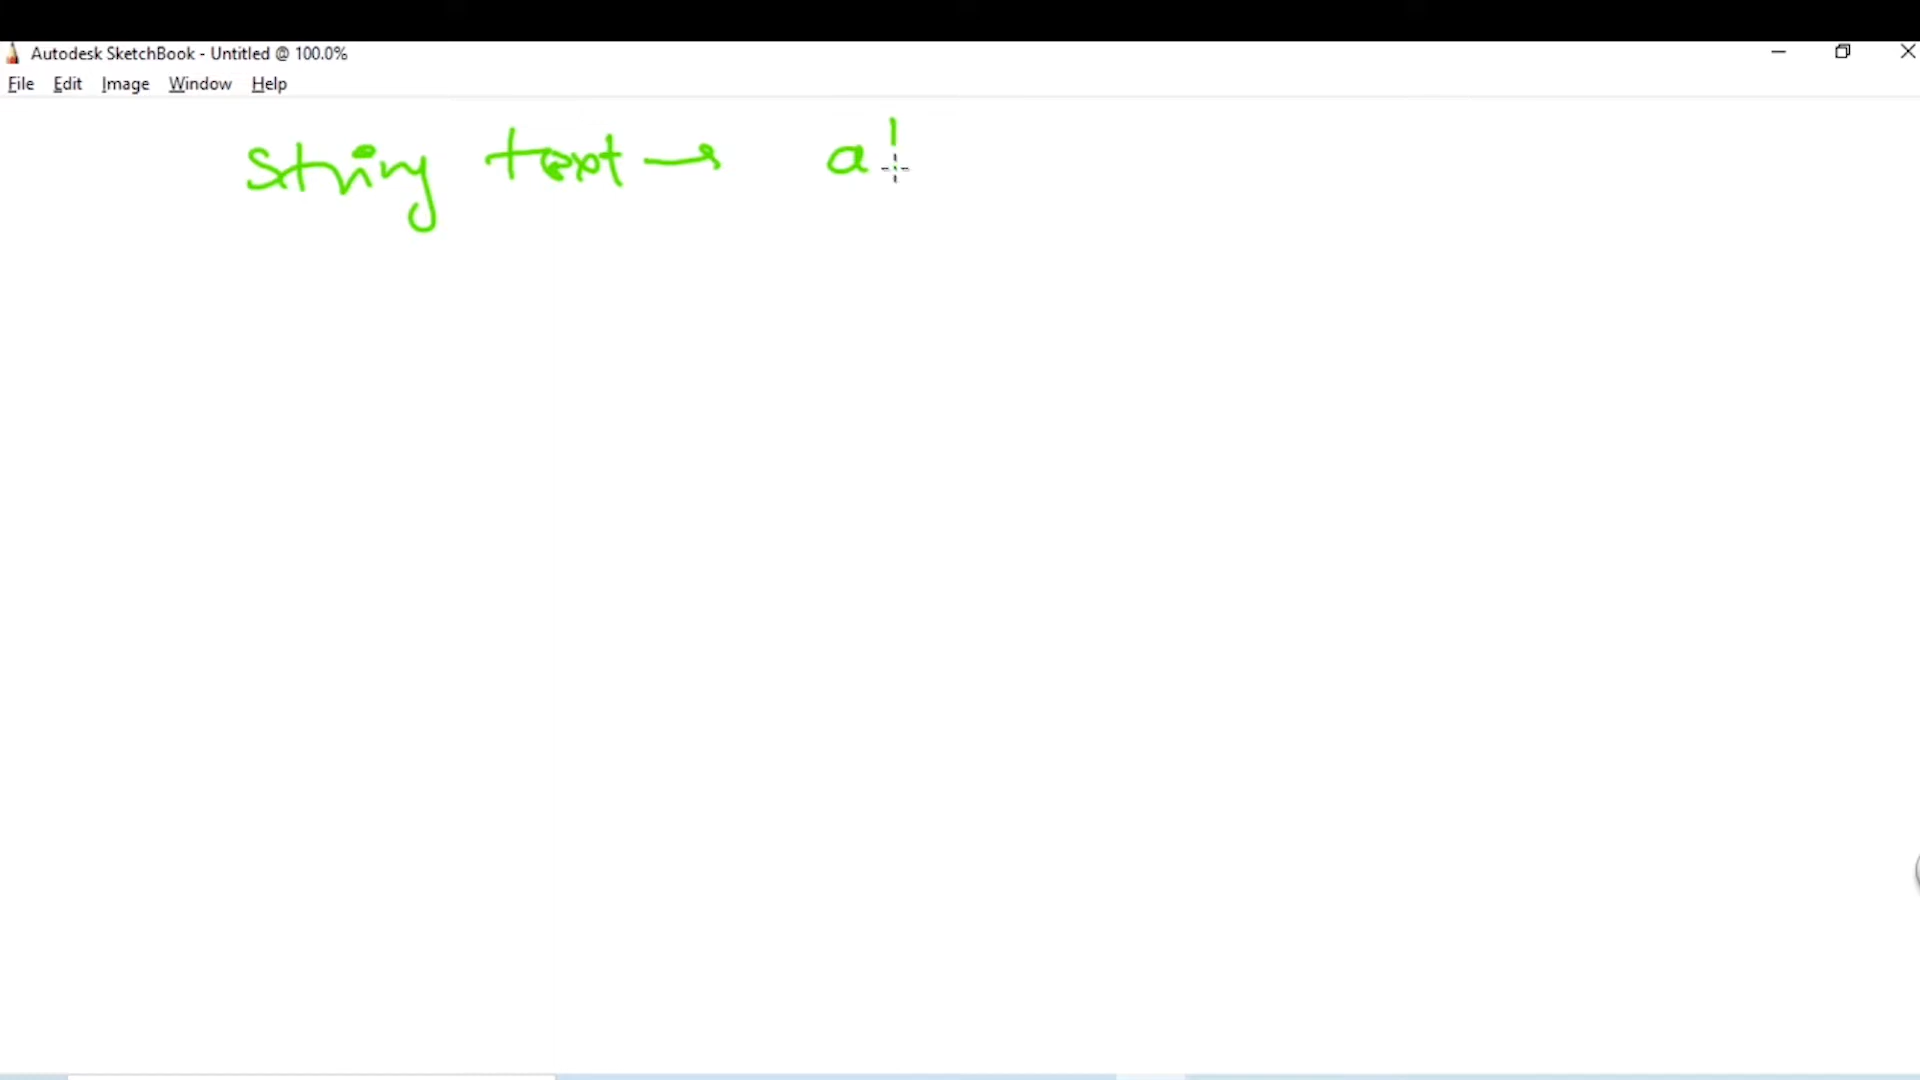 Autodesk SketchBook - Untitled @ 100.0%
File Edit Image Window Help
string text → a